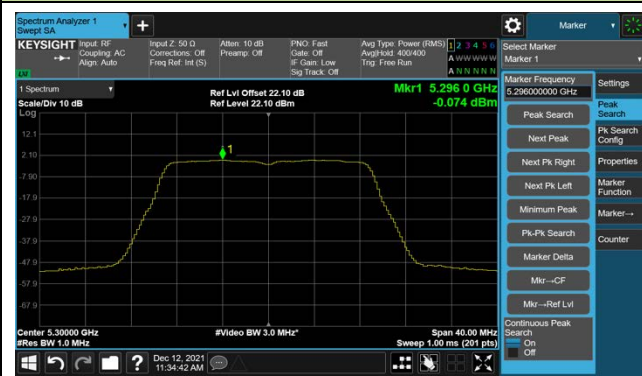 Spectrum Analyzer 1
Swept SA
Marker
KEYSIGHT
Input: RF
Coupling: AC
Align: Auto
Input Z: 50 Ω
Corrections: Off
Freq Ref: Int (S)
Atten: 10 dB
Preamp: Off
PNO: Fast
Gate: Off
IF Gain: Low
Sig Track: Off
Avg Type: Power (RMS)
Avg|Hold: 400/400
Trig: Free Run
1 2 3 4 5 6
A W W W W W
A N N N N N
LXI
Select Marker
Marker 1
1 Spectrum
Scale/Div 10 dB
Log
Ref Lvl Offset 22.10 dB
Ref Level 22.10 dBm
Mkr1 5.296 0 GHz
-0.074 dBm
1
12.1
2.10
-7.90
-17.9
-27.9
-37.9
-47.9
-57.9
-67.9
Center 5.30000 GHz
#Res BW 1.0 MHz
#Video BW 3.0 MHz*
Span 40.00 MHz
Sweep 1.00 ms (201 pts)
Marker Frequency
5.296000000 GHz
Peak Search
Next Peak
Next Pk Right
Next Pk Left
Minimum Peak
Pk-Pk Search
Marker Delta
Mkr→CF
Mkr→Ref Lvl
Continuous Peak
Search
On
Off
Settings
Peak
Search
Pk Search
Config
Properties
Marker
Function
Marker→
Counter
Dec 12, 2021
11:34:42 AM